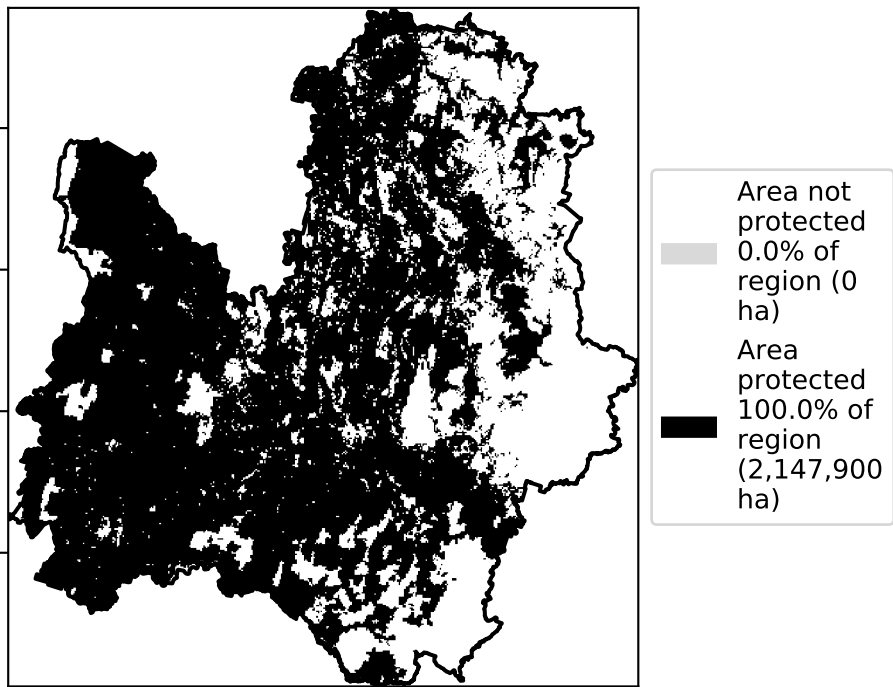 Area not
protected
0.0% of
region (0
ha)
Area
protected
100.0% of
region
(2,147,900
ha)